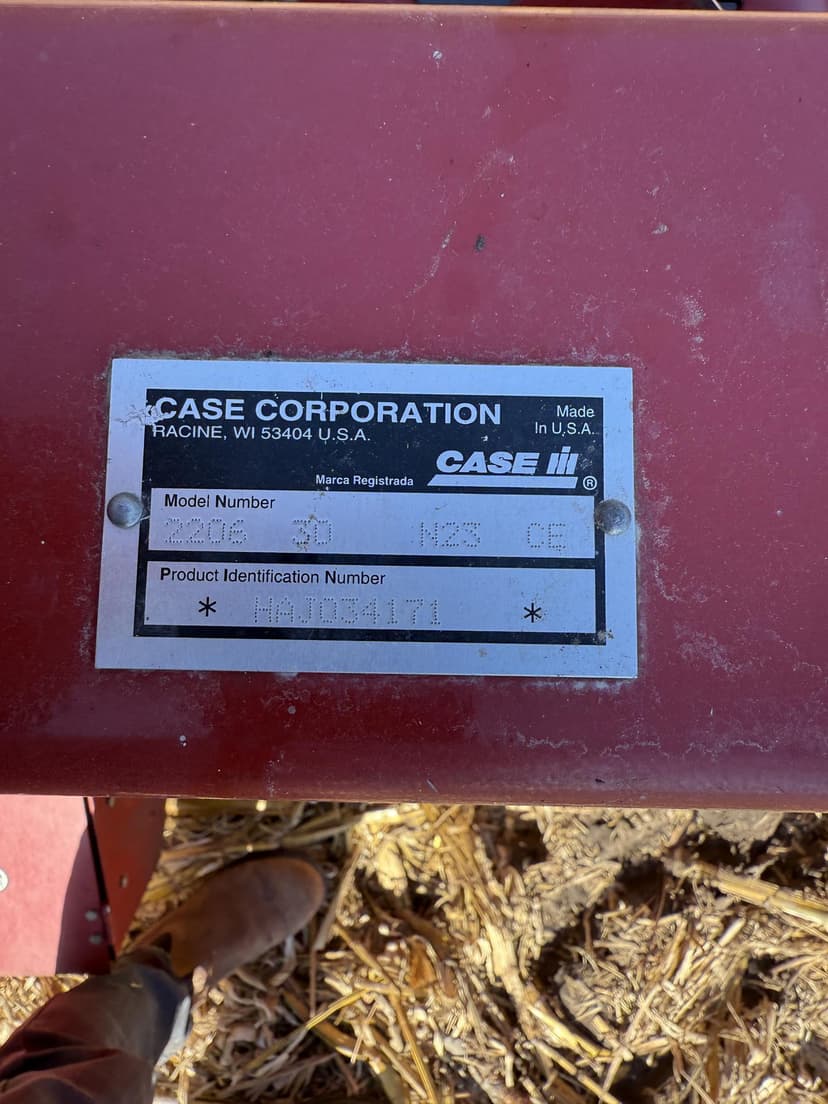 CASE CORPORATION
RACINE, WI 53404 U.S.A.
Made
In U.S.A.
CASE IH
®
Marca Registrada
Model Number
2206 30 N23 CE
Product Identification Number
* HAJ034171 *